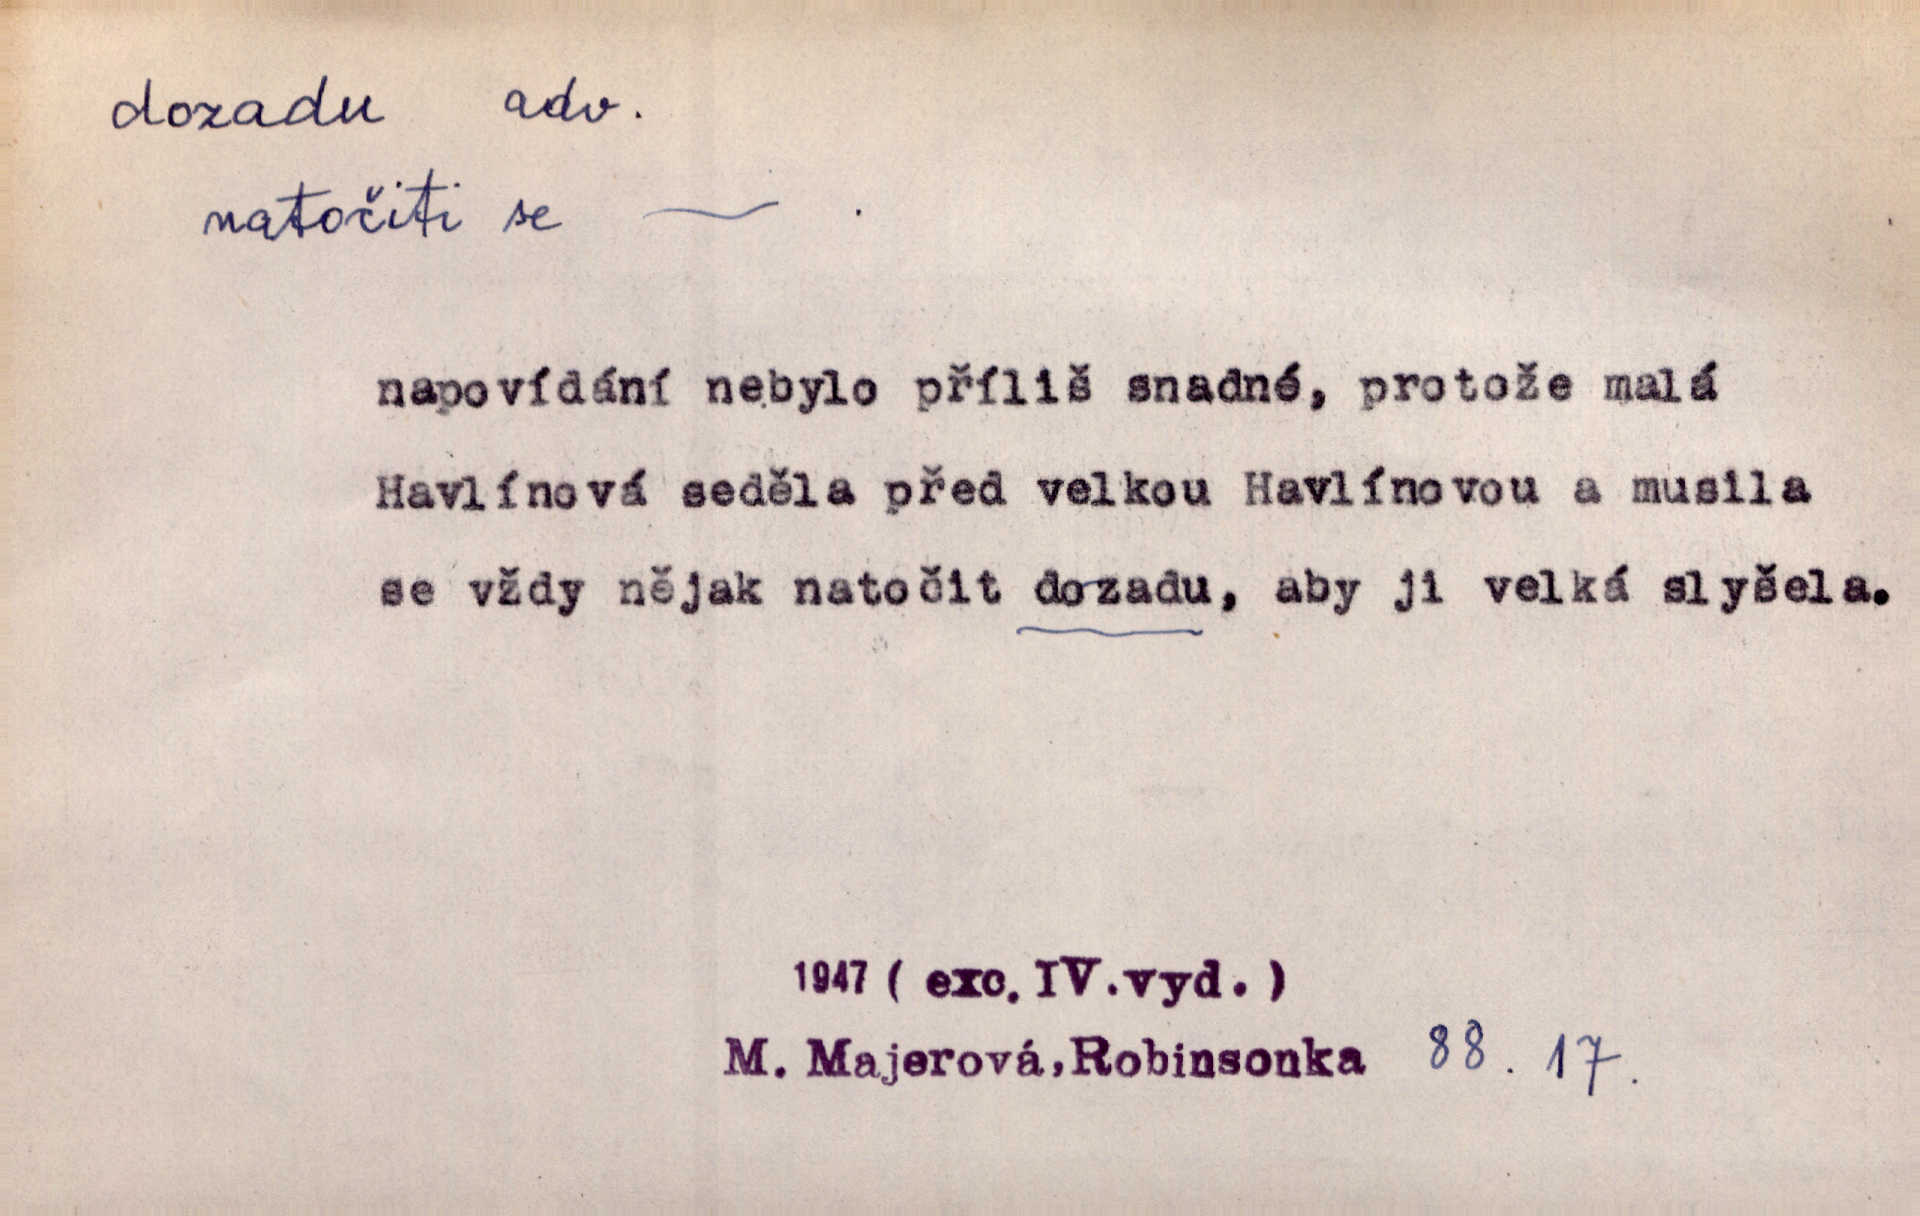 dozadu adv.
natočiti se ~ .
napovídání nebylo příliš snadné, protože malá
Havlínová seděla před velkou Havlínovou a musila
se vždy nějak natočit dozadu, aby ji velká slyšela.
1947 ( exc. IV.vyd. )
M. Majerová,Robinsonka 88. 17.